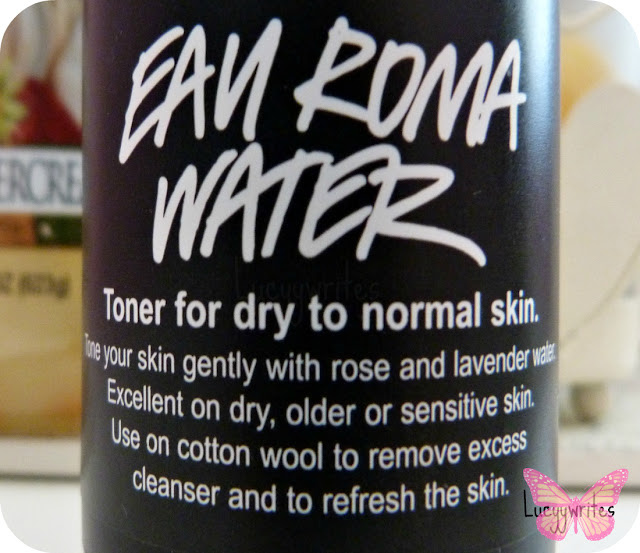 EAU ROMA
WATER
Lucyywrites
Toner for dry to normal skin.
Tone your skin gently with rose and lavender water.
Excellent on dry, older or sensitive skin.
Use on cotton wool to remove excess
cleanser and to refresh the skin.
Lucyywrites